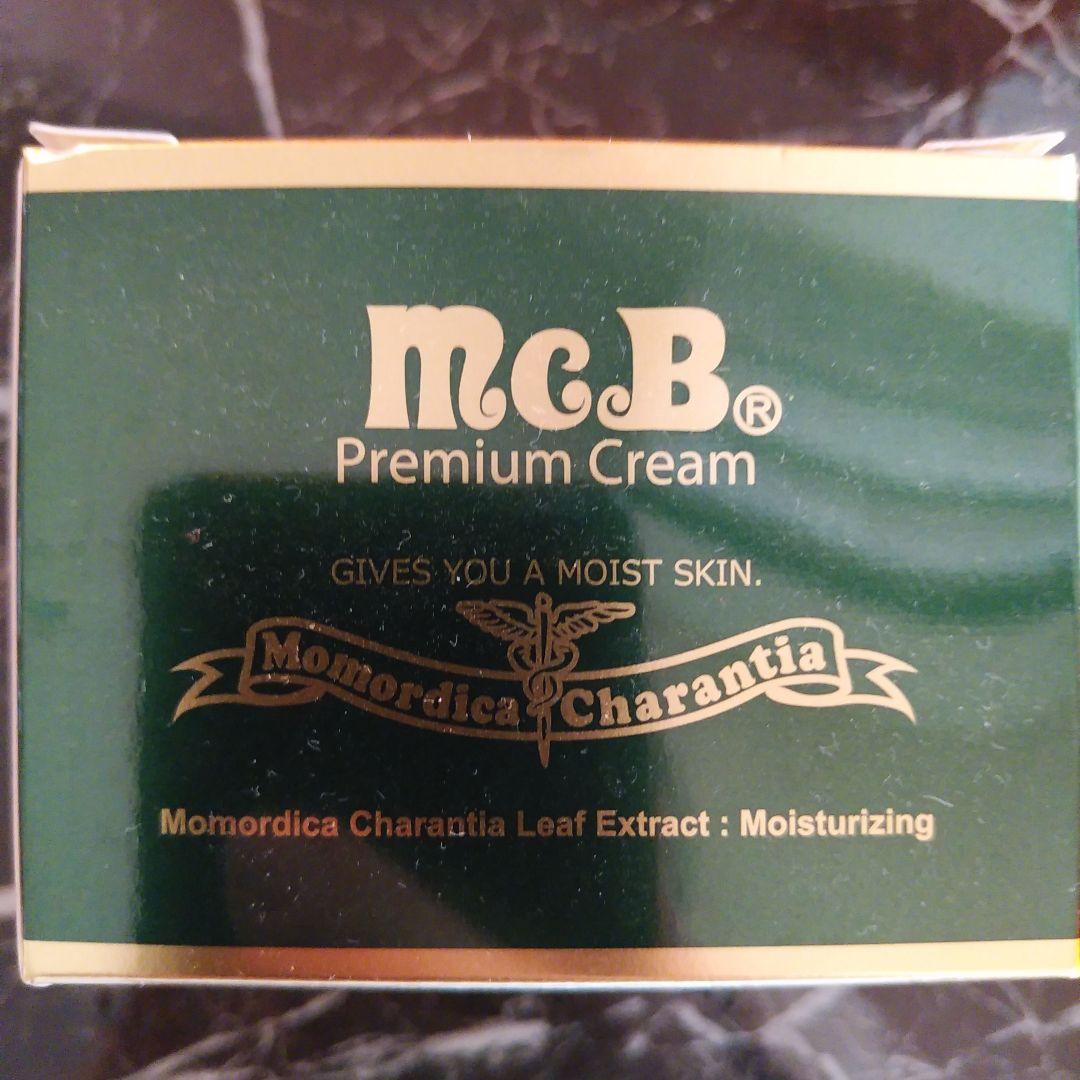 mcB®
Premium Cream
GIVES YOU A MOIST SKIN.
Momordica Charantia
Momordica Charantia Leaf Extract : Moisturizing